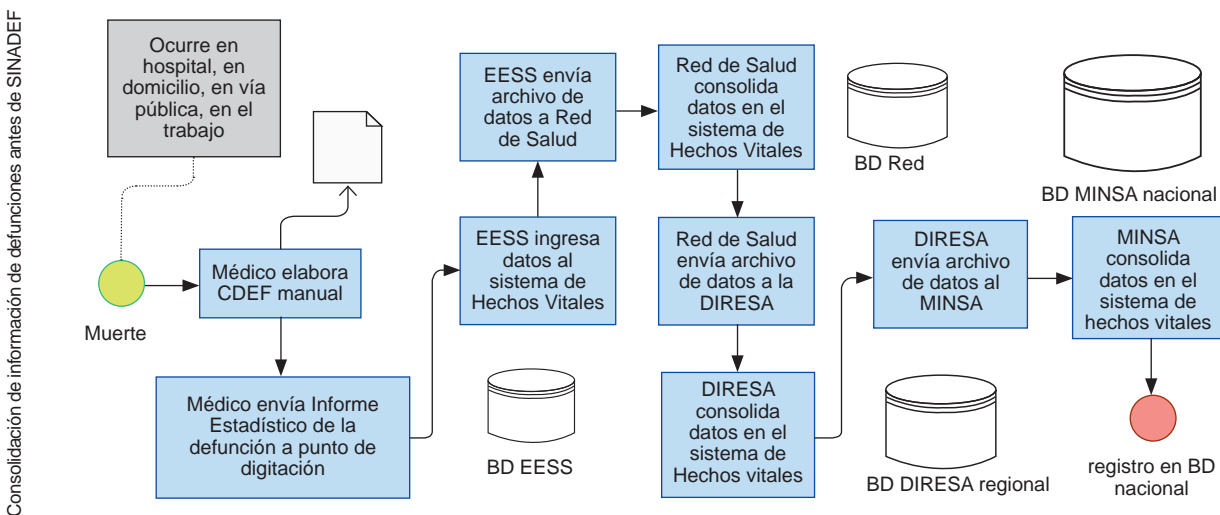 Consolidación de información de defunciones antes de SINADEF
Ocurre en
hospital, en
domicilio, en vía
pública, en el
trabajo
Muerte
Médico elabora
CDEF manual
Médico envía Informe
Estadístico de la
defunción a punto de
digitación
EESS ingresa
datos al
sistema de
Hechos Vitales
BD EESS
EESS envía
archivo de
datos a Red
de Salud
Red de Salud
consolida
datos en el
sistema de
Hechos Vitales
BD Red
Red de Salud
envía archivo
de datos a la
DIRESA
DIRESA
consolida
datos en el
sistema de
Hechos vitales
BD DIRESA regional
DIRESA
envía archivo
de datos al
MINSA
BD MINSA nacional
MINSA
consolida
datos en el
sistema de
hechos vitales
registro en BD
nacional